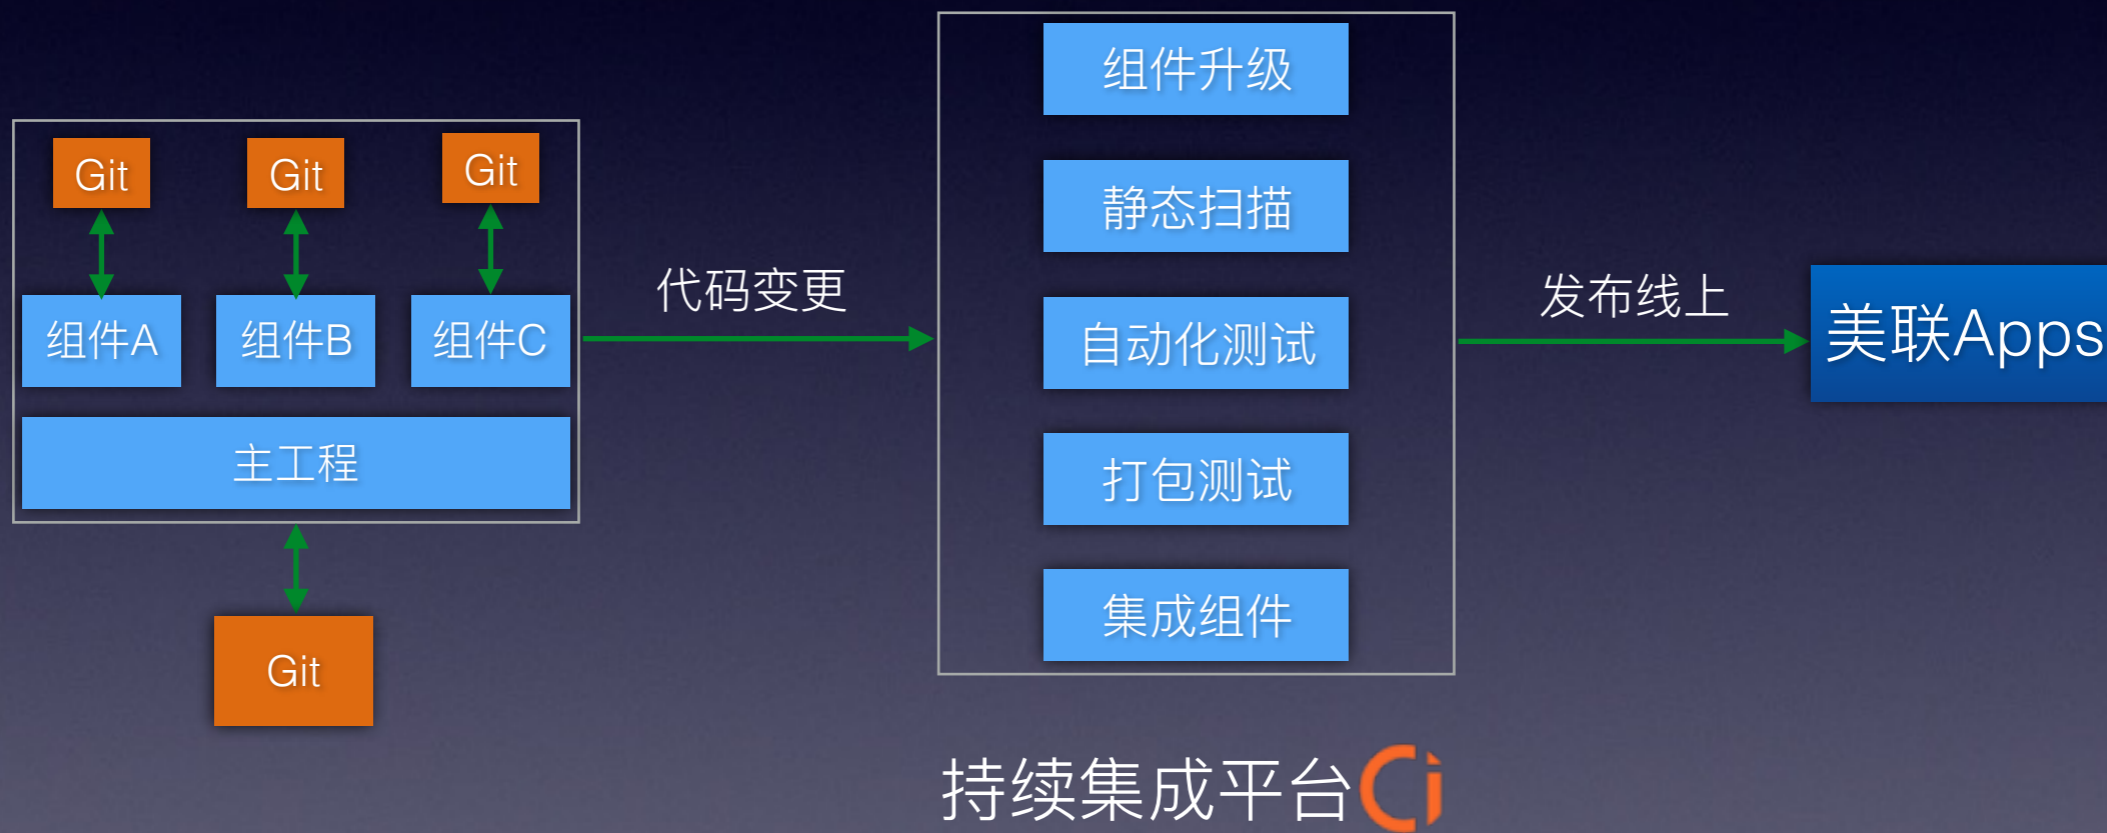 Git
Git
Git
组件A
组件B
组件C
主工程
Git
代码变更
组件升级
静态扫描
自动化测试
打包测试
集成组件
持续集成平台Ci
发布线上
美联Apps